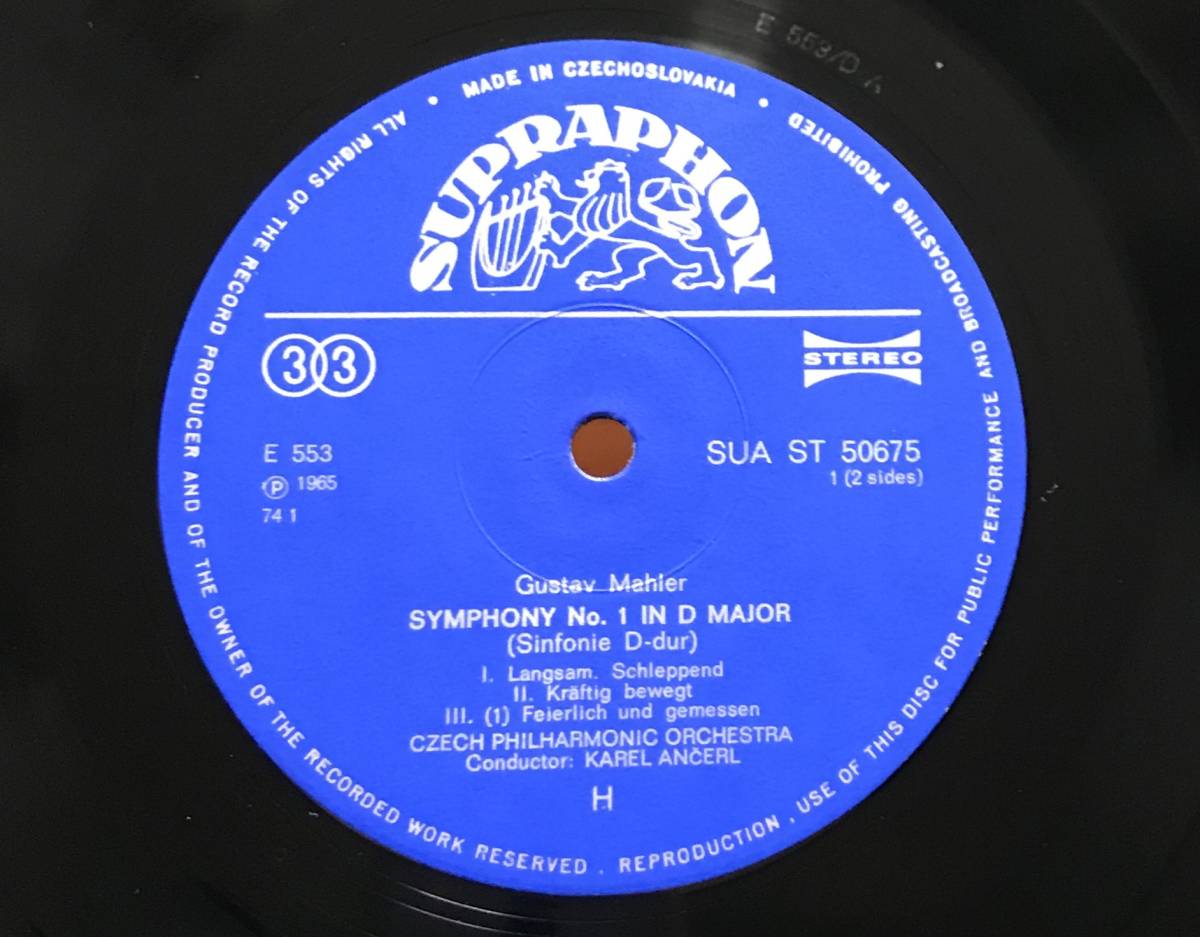 E 553/D A
ALL RIGHTS OF THE RECORD PRODUCER AND OF THE OWNER OF THE RECORDED WORK RESERVED . REPRODUCTION , USE OF THIS DISC FOR PUBLIC PERFORMANCE AND BROADCASTING PROHIBITED • MADE IN CZECHOSLOVAKIA •
SUPRAPHON
33
STEREO
E 553
SUA ST 50675
℗ 1965
1 (2 sides)
74 1
Gustav Mahler
SYMPHONY No. 1 IN D MAJOR
(Sinfonie D-dur)
I. Langsam. Schleppend
II. Kräftig bewegt
III. (1) Feierlich und gemessen
CZECH PHILHARMONIC ORCHESTRA
Conductor: KAREL ANČERL
H